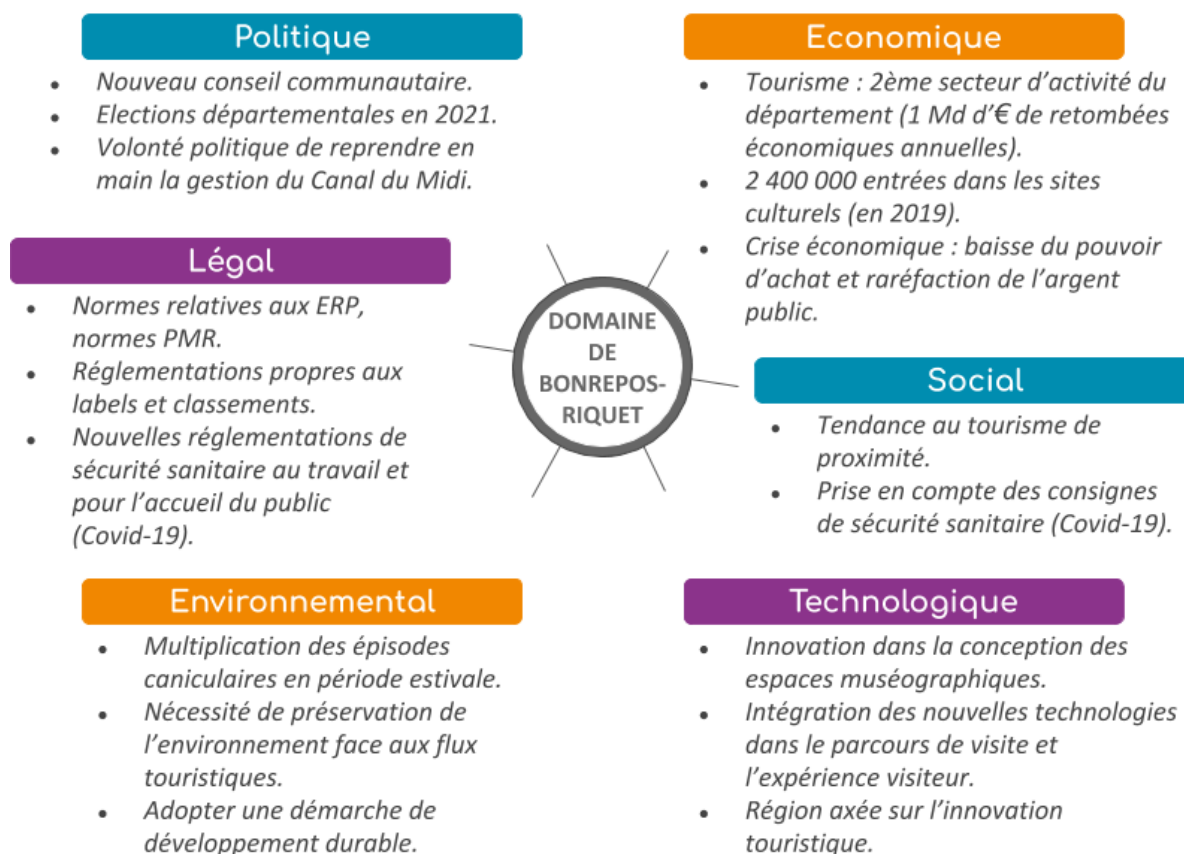 Politique
Nouveau conseil communautaire.
Elections départementales en 2021.
Volonté politique de reprendre en
main la gestion du Canal du Midi.
Economique
Tourisme : 2ème secteur d’activité du
département (1 Md d’€ de retombées
économiques annuelles).
2 400 000 entrées dans les sites
culturels (en 2019).
Crise économique : baisse du pouvoir
d’achat et raréfaction de l’argent
public.
Légal
Normes relatives aux ERP,
normes PMR.
Réglementations propres aux
labels et classements.
Nouvelles réglementations de
sécurité sanitaire au travail et
pour l’accueil du public
(Covid-19).
DOMAINE
DE
BONREPOS-
RIQUET
Social
Tendance au tourisme de
proximité.
Prise en compte des consignes
de sécurité sanitaire (Covid-19).
Environnemental
Multiplication des épisodes
caniculaires en période estivale.
Nécessité de préservation de
l’environnement face aux flux
touristiques.
Adopter une démarche de
développement durable.
Technologique
Innovation dans la conception des
espaces muséographiques.
Intégration des nouvelles technologies
dans le parcours de visite et
l’expérience visiteur.
Région axée sur l’innovation
touristique.